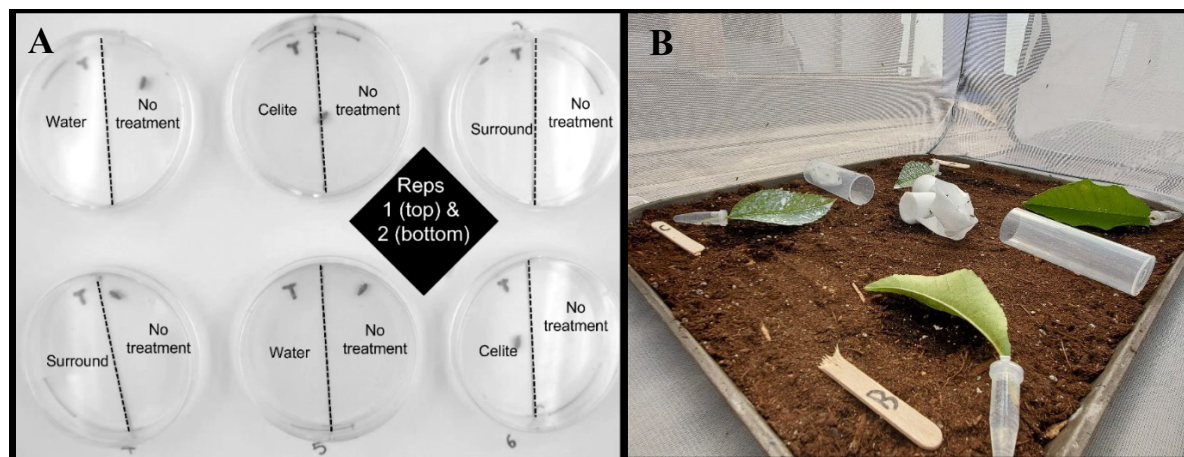 A
B
T
T
T
Water
No
treatment
Celite
No
treatment
Surround
No
treatment
Reps
1 (top) &
2 (bottom)
T
T
T
Surround
No
treatment
Water
No
treatment
Celite
No
treatment
5
6
B